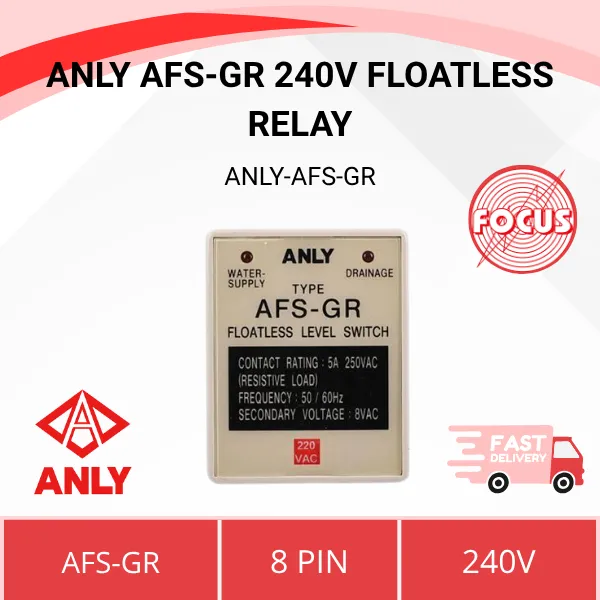 ANLY AFS-GR 240V FLOATLESS
RELAY
ANLY-AFS-GR
FOCUS
ANLY
WATER-
SUPPLY
DRAINAGE
TYPE
AFS-GR
FLOATLESS LEVEL SWITCH
CONTACT RATING : 5A 250VAC
(RESISTIVE LOAD)
FREQUENCY : 50 / 60Hz
SECONDARY VOLTAGE : 8VAC
220
VAC
ANLY
FAST
DELIVERY
AFS-GR
8 PIN
240V